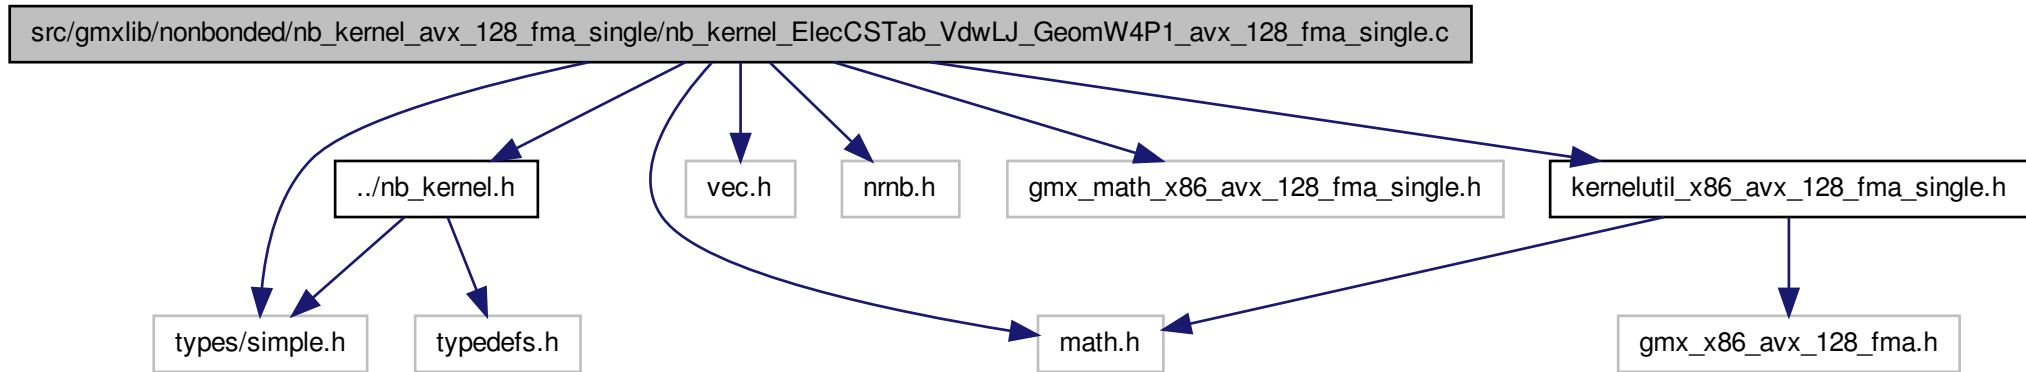 src/gmxlib/nonbonded/nb_kernel_avx_128_fma_single/nb_kernel_ElecCSTab_VdwLJ_GeomW4P1_avx_128_fma_single.c
../nb_kernel.h
vec.h
nrnb.h
gmx_math_x86_avx_128_fma_single.h
kernelutil_x86_avx_128_fma_single.h
types/simple.h
typedefs.h
math.h
gmx_x86_avx_128_fma.h